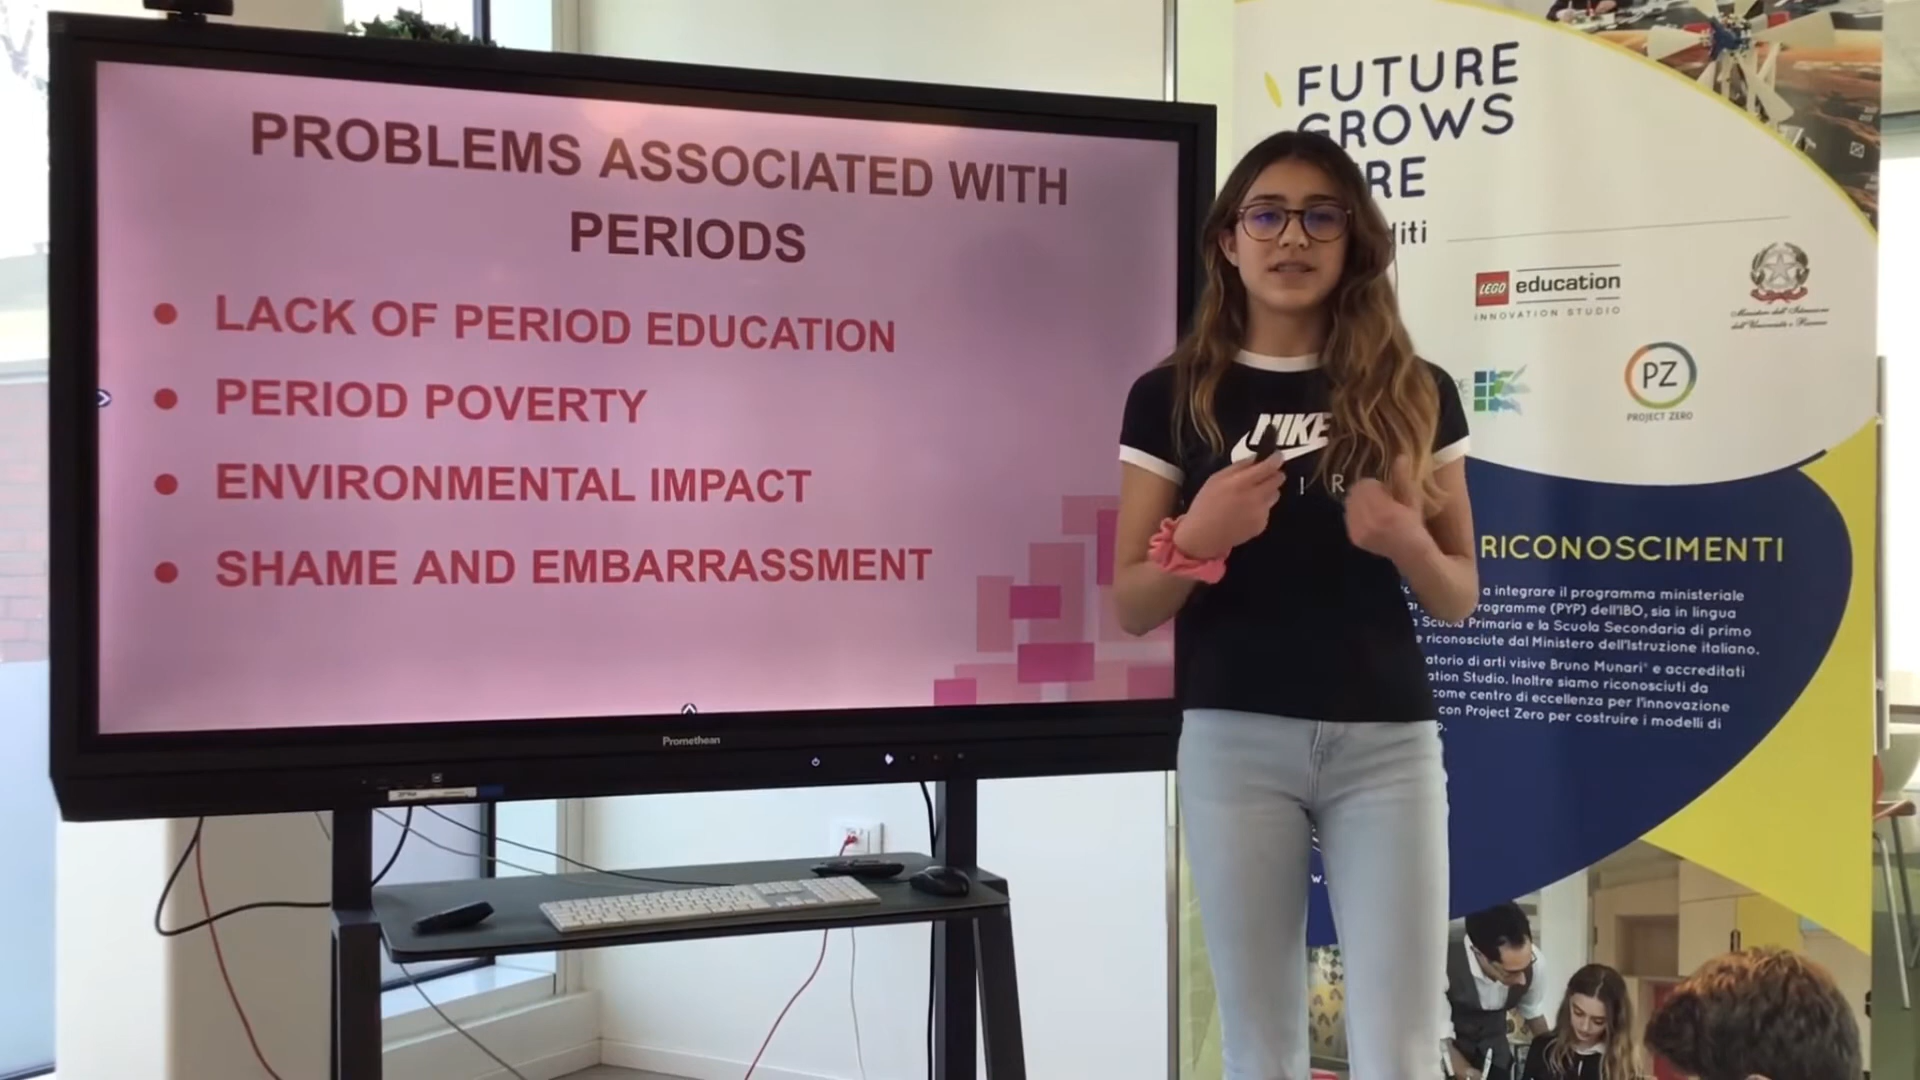 PROBLEMS ASSOCIATED WITH
PERIODS
LACK OF PERIOD EDUCATION
PERIOD POVERTY
ENVIRONMENTAL IMPACT
SHAME AND EMBARRASSMENT
Promethean
NIKE
FUTURE
GROWS
education
LEGO
INNOVATION STUDIO
PZ
PROJECT ZERO
RICONOSCIMENTI
a integrare il programma ministeriale
(PYP) dell'IBO, sia in lingua
Scuola Primaria e la Scuola Secondaria di primo
e riconosciute dal Ministero dell'Istruzione italiano.
di arti visive Bruno Munari® e accreditati
Studio. Inoltre siamo riconosciuti da
come centro di eccellenza per l'innovazione
con Project Zero per costruire i modelli di